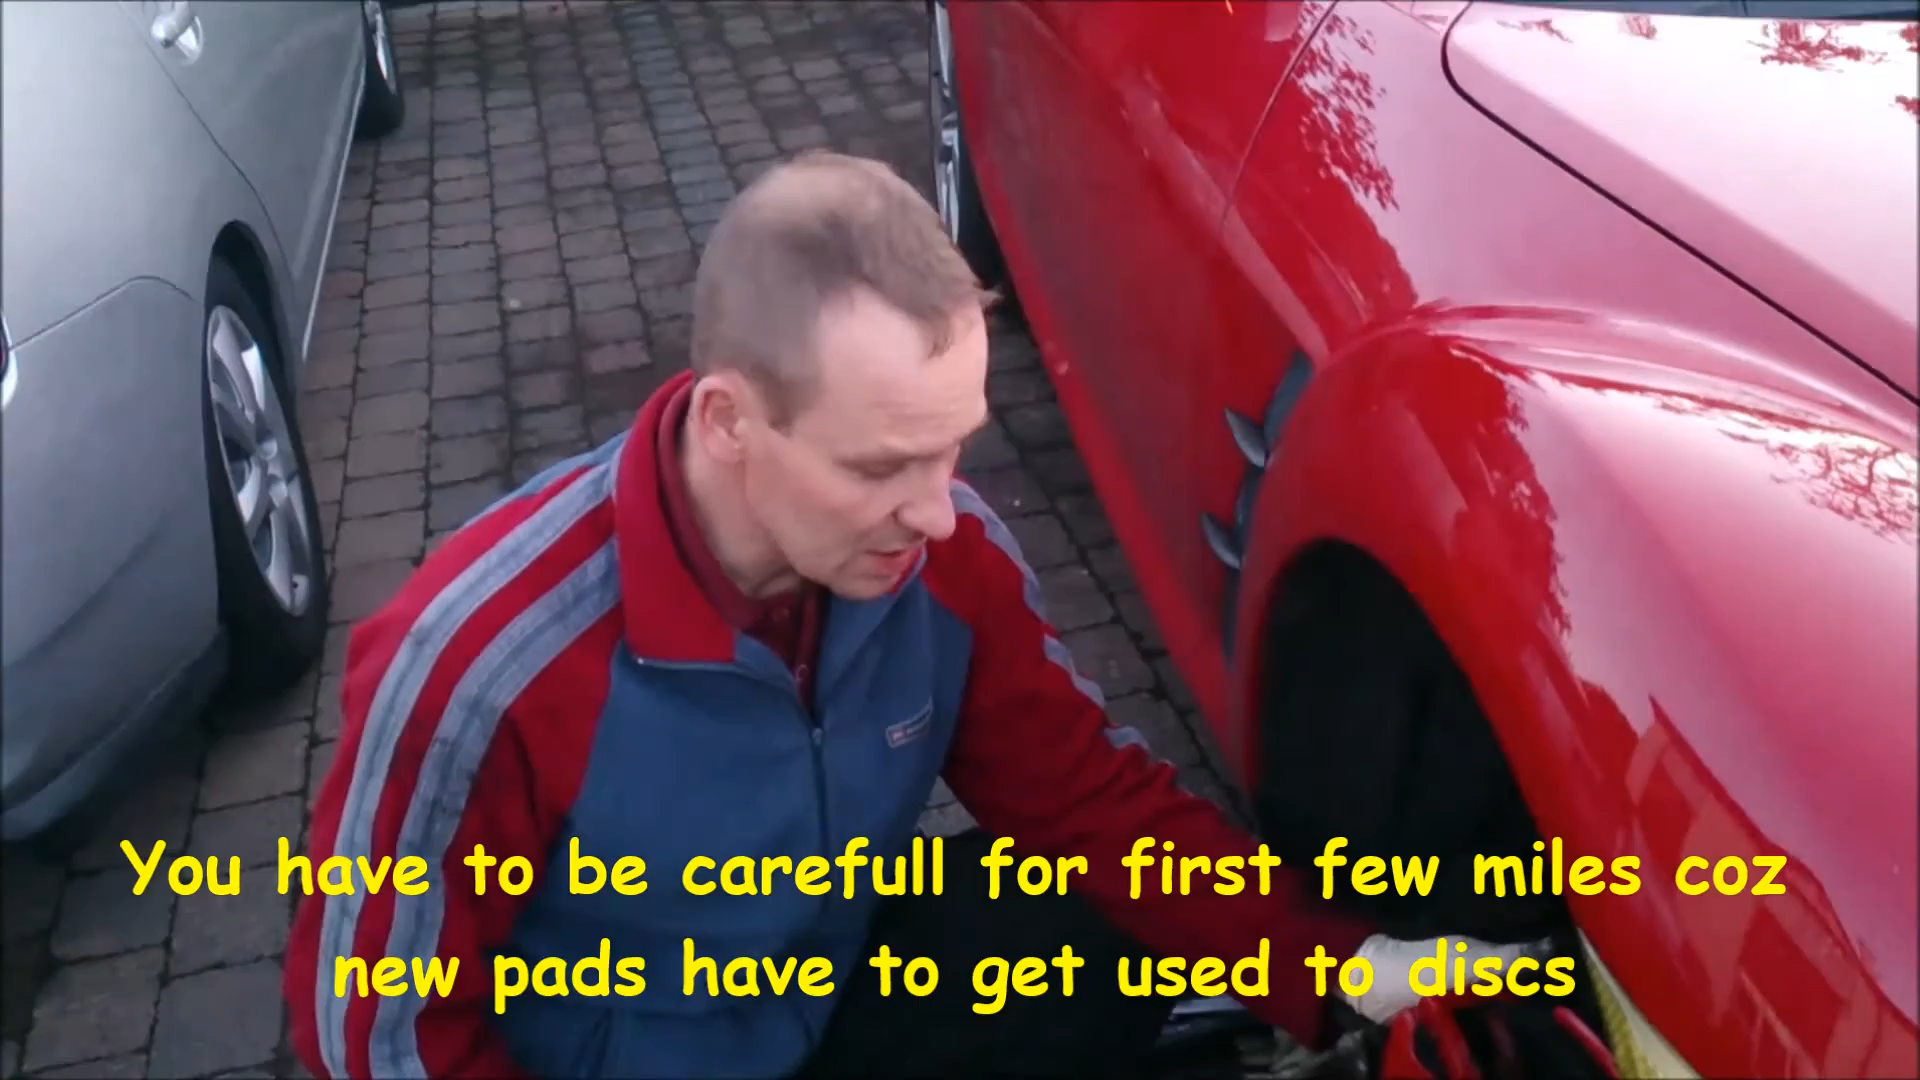 You have to be carefull for first few miles coz
new pads have to get used to discs